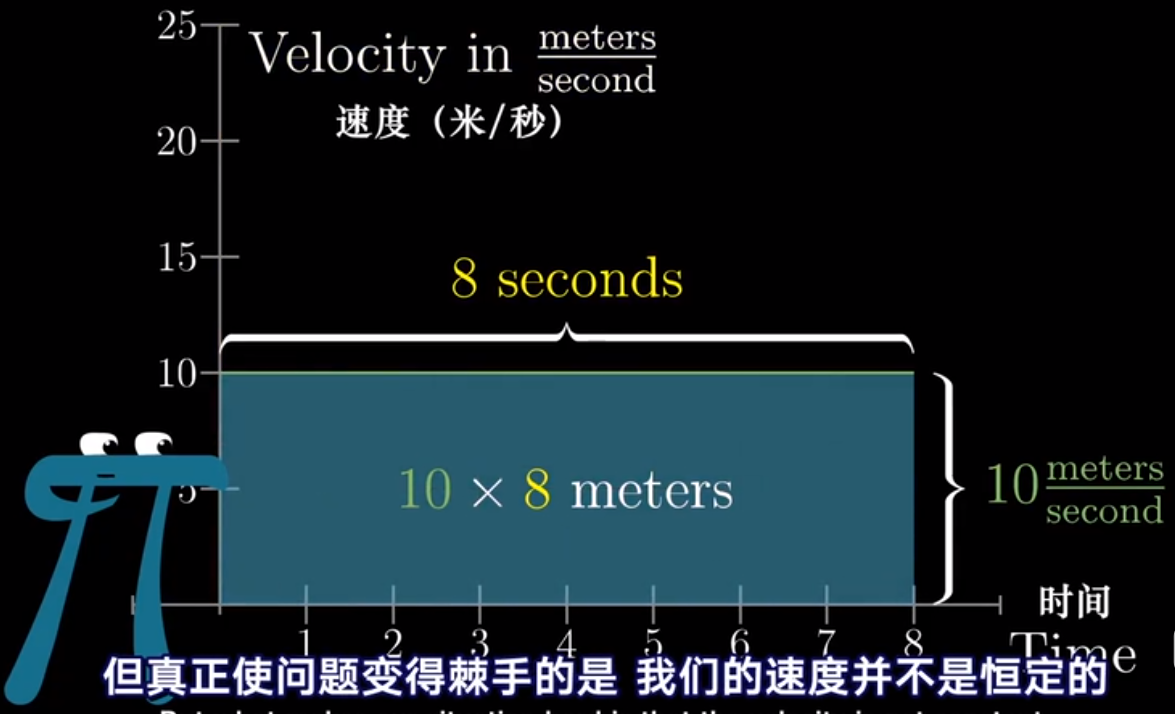 25
Velocity in meters/second
速度（米/秒）
20
15
8 seconds
10
10 × 8 meters
10 meters/second
5
时间
1 2 3 4 5 6 7 8
Time
但真正使问题变得棘手的是 我们的速度并不是恒定的